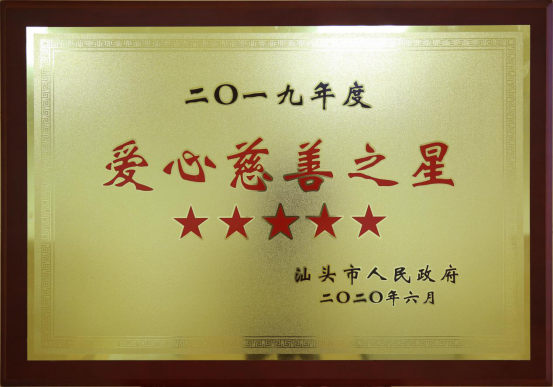 二〇一九年度
爱心慈善之星
汕头市人民政府
二〇二〇年六月